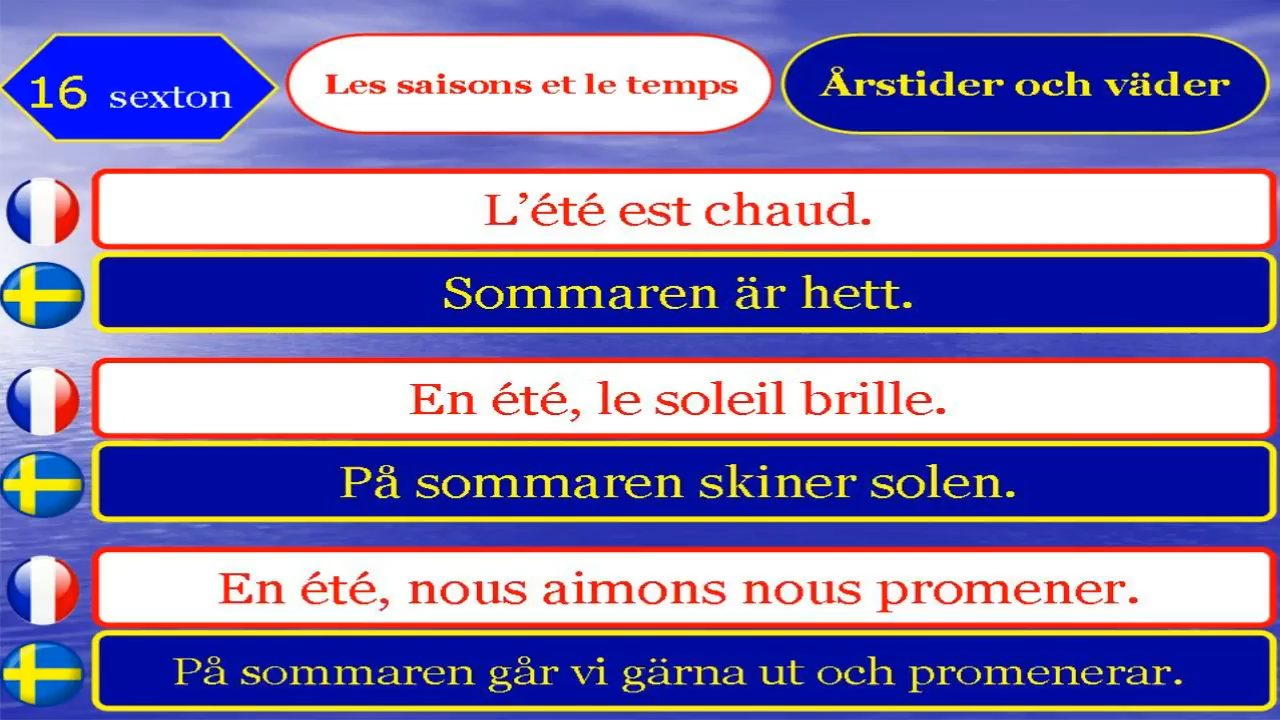 16 sexton
Les saisons et le temps
Årstider och väder
L’été est chaud.
Sommaren är hett.
En été, le soleil brille.
På sommaren skiner solen.
En été, nous aimons nous promener.
På sommaren går vi gärna ut och promenerar.